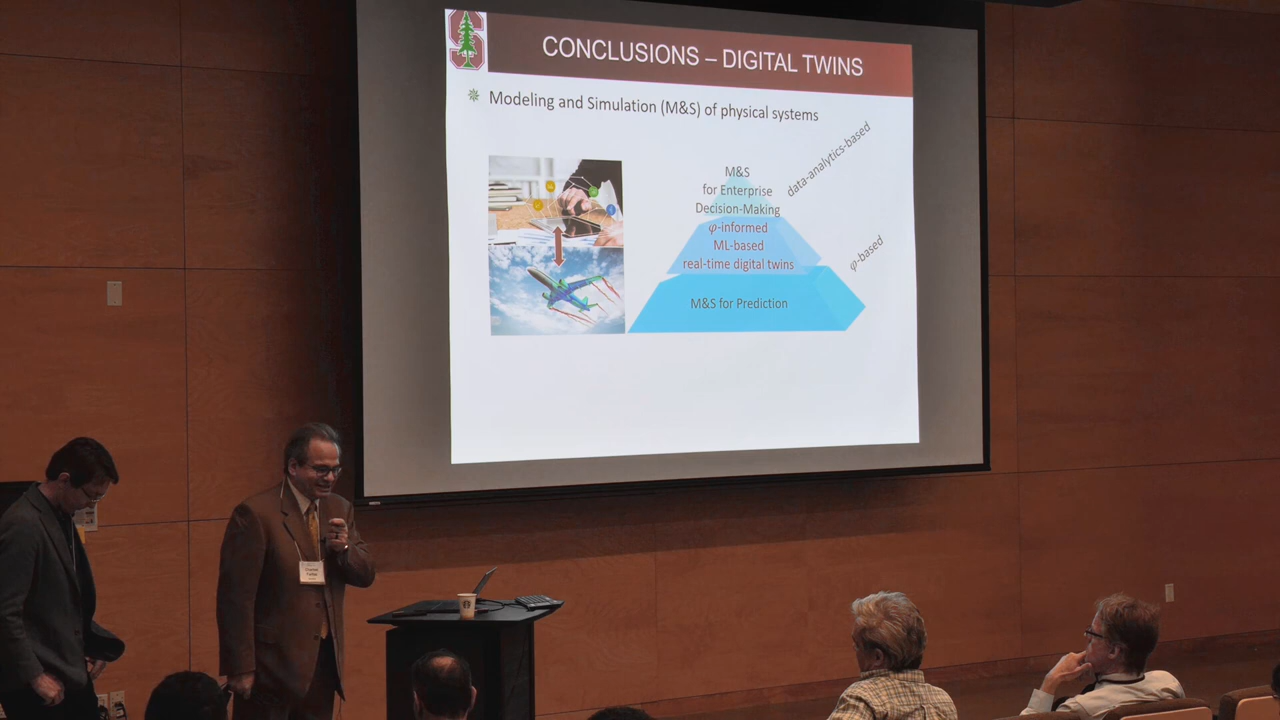 CONCLUSIONS – DIGITAL TWINS
Modeling and Simulation (M&S) of physical systems
data-analytics-based
M&S
for Enterprise
Decision-Making
φ-informed
ML-based
real-time digital twins
φ-based
M&S for Prediction